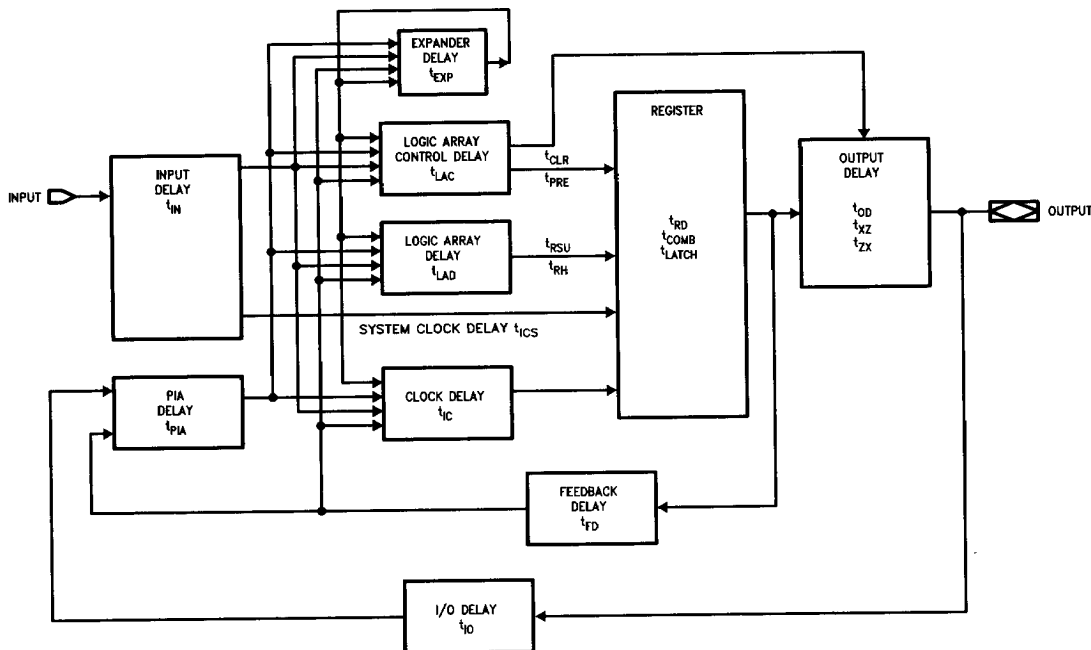 EXPANDER
DELAY
tEXP
LOGIC ARRAY
CONTROL DELAY
tLAC
tCLR
tPRE
REGISTER
tRD
tCOMB
tLATCH
OUTPUT
DELAY
tOD
tXZ
tZX
INPUT
INPUT
DELAY
tIN
OUTPUT
LOGIC ARRAY
DELAY
tLAD
tRSU
tRH
SYSTEM CLOCK DELAY tICS
PIA
DELAY
tPIA
CLOCK DELAY
tIC
FEEDBACK
DELAY
tFD
I/O DELAY
tIO